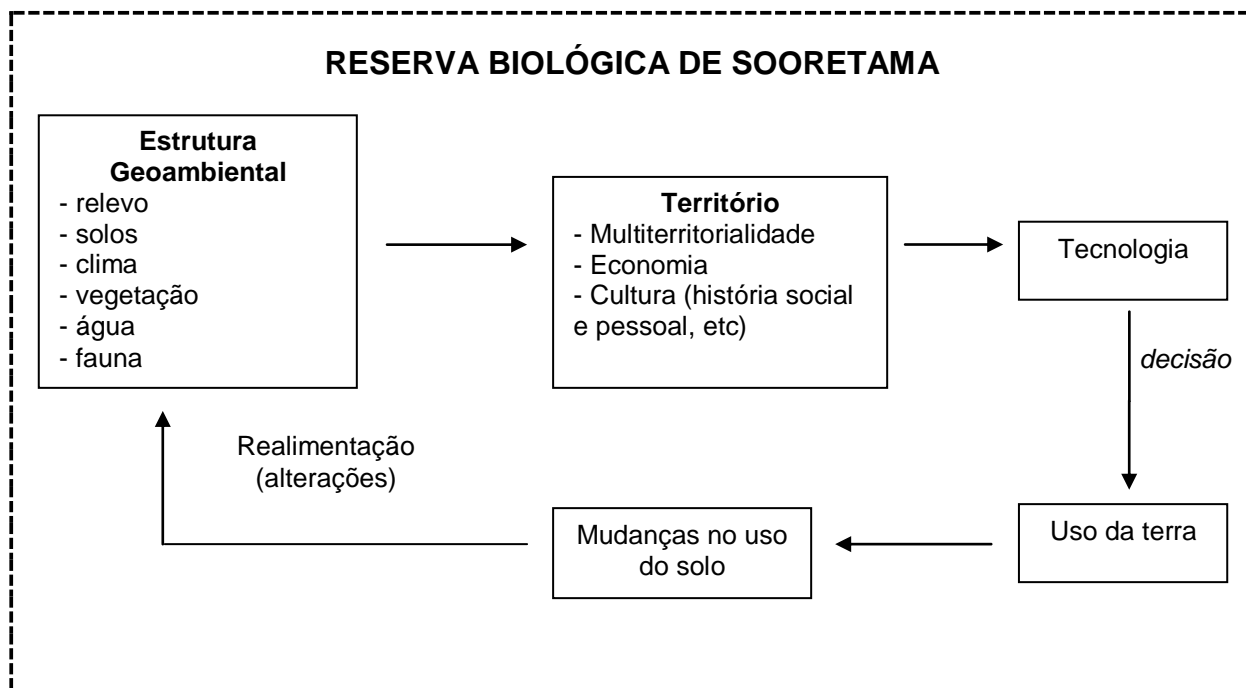 RESERVA BIOLÓGICA DE SOORETAMA
Estrutura
Geoambiental
- relevo
- solos
- clima
- vegetação
- água
- fauna
Território
- Multiterritorialidade
- Economia
- Cultura (história social
e pessoal, etc)
Tecnologia
decisão
Uso da terra
Mudanças no uso
do solo
Realimentação
(alterações)